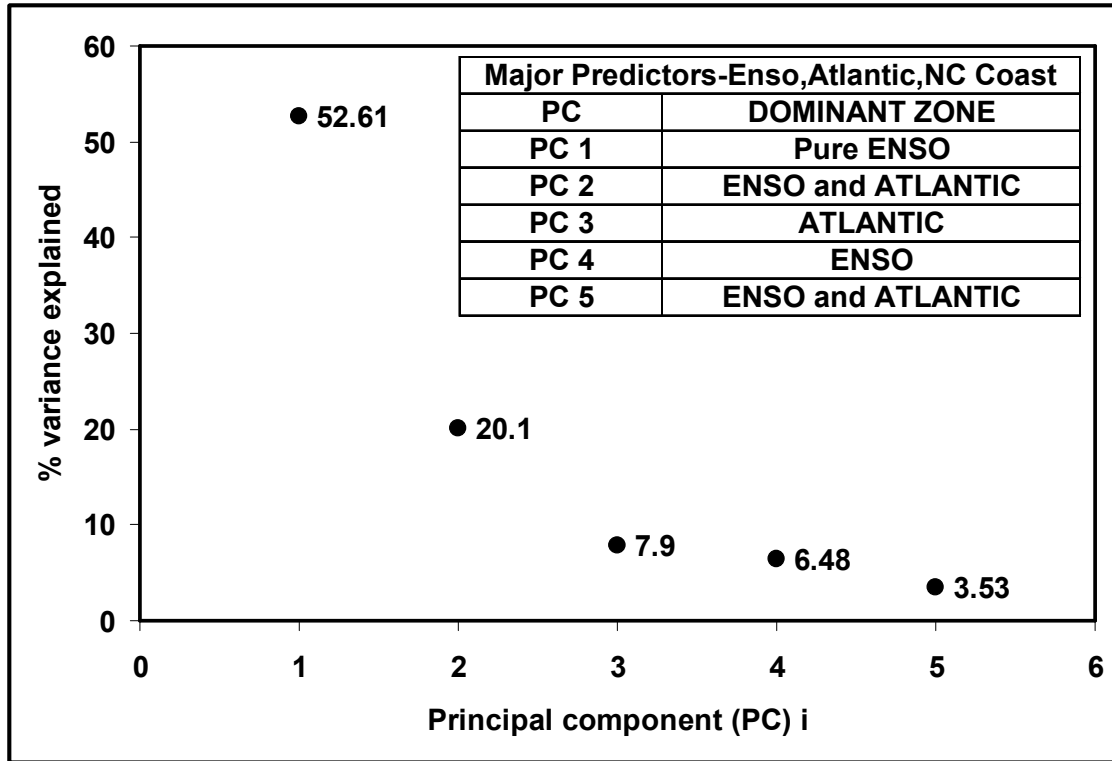 60
50
40
30
20
10
0
% variance explained
Major Predictors-Enso,Atlantic,NC Coast
PC DOMINANT ZONE
PC 1 Pure ENSO
PC 2 ENSO and ATLANTIC
PC 3 ATLANTIC
PC 4 ENSO
PC 5 ENSO and ATLANTIC
52.61
20.1
7.9
6.48
3.53
0 1 2 3 4 5 6
Principal component (PC) i